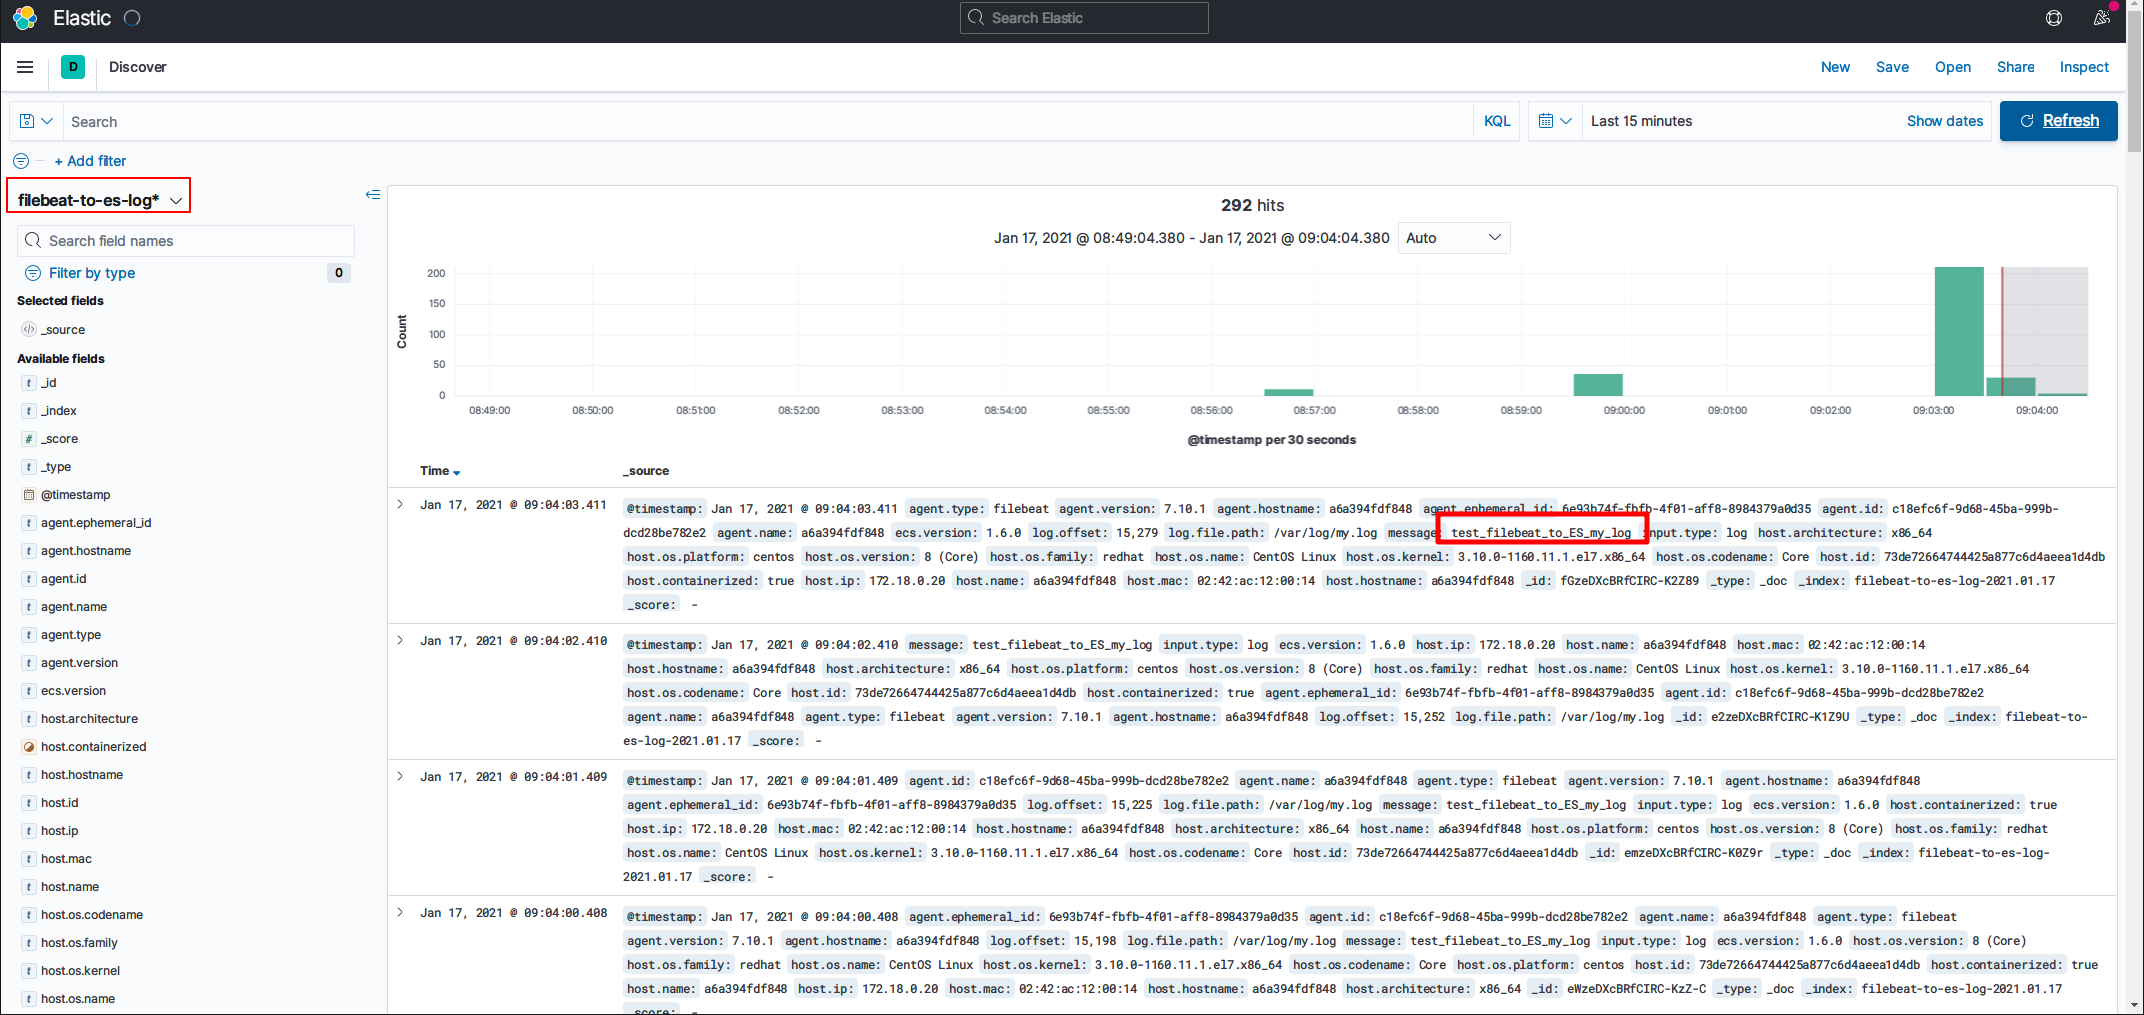 Elastic
Search Elastic
D Discover
New Save Open Share Inspect
Search
KQL
Last 15 minutes
Show dates
Refresh
+ Add filter
filebeat-to-es-log*
Search field names
Filter by type 0
Selected fields
_source
Available fields
t _id
t _index
# _score
t _type
@timestamp
t agent.ephemeral_id
t agent.hostname
t agent.id
t agent.name
t agent.type
t agent.version
t ecs.version
t host.architecture
host.containerized
t host.hostname
t host.id
t host.ip
t host.mac
t host.name
t host.os.codename
t host.os.family
t host.os.kernel
t host.os.name
292 hits
Jan 17, 2021 @ 08:49:04.380 - Jan 17, 2021 @ 09:04:04.380 Auto
Count
200
150
100
50
0
08:49:00 08:50:00 08:51:00 08:52:00 08:53:00 08:54:00 08:55:00 08:56:00 08:57:00 08:58:00 08:59:00 09:00:00 09:01:00 09:02:00 09:03:00 09:04:00
@timestamp per 30 seconds
Time _source
Jan 17, 2021 @ 09:04:03.411 @timestamp: Jan 17, 2021 @ 09:04:03.411 agent.type: filebeat agent.version: 7.10.1 agent.hostname: a6a394fdf848 agent.ephemeral_id: 6e93b74f-fbfb-4f01-aff8-8984379a0d35 agent.id: c18efc6f-9d68-45ba-999b-
dcd28be782e2 agent.name: a6a394fdf848 ecs.version: 1.6.0 log.offset: 15,279 log.file.path: /var/log/my.log message: test_filebeat_to_ES_my_log input.type: log host.architecture: x86_64
host.os.platform: centos host.os.version: 8 (Core) host.os.family: redhat host.os.name: CentOS Linux host.os.kernel: 3.10.0-1160.11.1.el7.x86_64 host.os.codename: Core host.id: 73de72664744425a877c6d4aeea1d4db
host.containerized: true host.ip: 172.18.0.20 host.name: a6a394fdf848 host.mac: 02:42:ac:12:00:14 host.hostname: a6a394fdf848 _id: fGzeDXcBRfCIRC-K2Z89 _type: _doc _index: filebeat-to-es-log-2021.01.17
_score: -
Jan 17, 2021 @ 09:04:02.410 @timestamp: Jan 17, 2021 @ 09:04:02.410 message: test_filebeat_to_ES_my_log input.type: log ecs.version: 1.6.0 host.ip: 172.18.0.20 host.name: a6a394fdf848 host.mac: 02:42:ac:12:00:14
host.hostname: a6a394fdf848 host.architecture: x86_64 host.os.platform: centos host.os.version: 8 (Core) host.os.family: redhat host.os.name: CentOS Linux host.os.kernel: 3.10.0-1160.11.1.el7.x86_64
host.os.codename: Core host.id: 73de72664744425a877c6d4aeea1d4db host.containerized: true agent.ephemeral_id: 6e93b74f-fbfb-4f01-aff8-8984379a0d35 agent.id: c18efc6f-9d68-45ba-999b-dcd28be782e2
agent.name: a6a394fdf848 agent.type: filebeat agent.version: 7.10.1 agent.hostname: a6a394fdf848 log.offset: 15,252 log.file.path: /var/log/my.log _id: e2zeDXcBRfCIRC-K1Z9U _type: _doc _index: filebeat-to-
es-log-2021.01.17 _score: -
Jan 17, 2021 @ 09:04:01.409 @timestamp: Jan 17, 2021 @ 09:04:01.409 agent.id: c18efc6f-9d68-45ba-999b-dcd28be782e2 agent.name: a6a394fdf848 agent.type: filebeat agent.version: 7.10.1 agent.hostname: a6a394fdf848
agent.ephemeral_id: 6e93b74f-fbfb-4f01-aff8-8984379a0d35 log.offset: 15,225 log.file.path: /var/log/my.log message: test_filebeat_to_ES_my_log input.type: log ecs.version: 1.6.0 host.containerized: true
host.ip: 172.18.0.20 host.mac: 02:42:ac:12:00:14 host.hostname: a6a394fdf848 host.architecture: x86_64 host.name: a6a394fdf848 host.os.platform: centos host.os.version: 8 (Core) host.os.family: redhat
host.os.name: CentOS Linux host.os.kernel: 3.10.0-1160.11.1.el7.x86_64 host.os.codename: Core host.id: 73de72664744425a877c6d4aeea1d4db _id: emzeDXcBRfCIRC-K0Z9r _type: _doc _index: filebeat-to-es-log-
2021.01.17 _score: -
Jan 17, 2021 @ 09:04:00.408 @timestamp: Jan 17, 2021 @ 09:04:00.408 agent.ephemeral_id: 6e93b74f-fbfb-4f01-aff8-8984379a0d35 agent.id: c18efc6f-9d68-45ba-999b-dcd28be782e2 agent.name: a6a394fdf848 agent.type: filebeat
agent.version: 7.10.1 agent.hostname: a6a394fdf848 log.offset: 15,198 log.file.path: /var/log/my.log message: test_filebeat_to_ES_my_log input.type: log ecs.version: 1.6.0 host.os.version: 8 (Core)
host.os.family: redhat host.os.name: CentOS Linux host.os.kernel: 3.10.0-1160.11.1.el7.x86_64 host.os.codename: Core host.os.platform: centos host.id: 73de72664744425a877c6d4aeea1d4db host.containerized: true
host.name: a6a394fdf848 host.ip: 172.18.0.20 host.mac: 02:42:ac:12:00:14 host.hostname: a6a394fdf848 host.architecture: x86_64 _id: eWzeDXcBRfCIRC-KzZ-C _type: _doc _index: filebeat-to-es-log-2021.01.17
_score: -